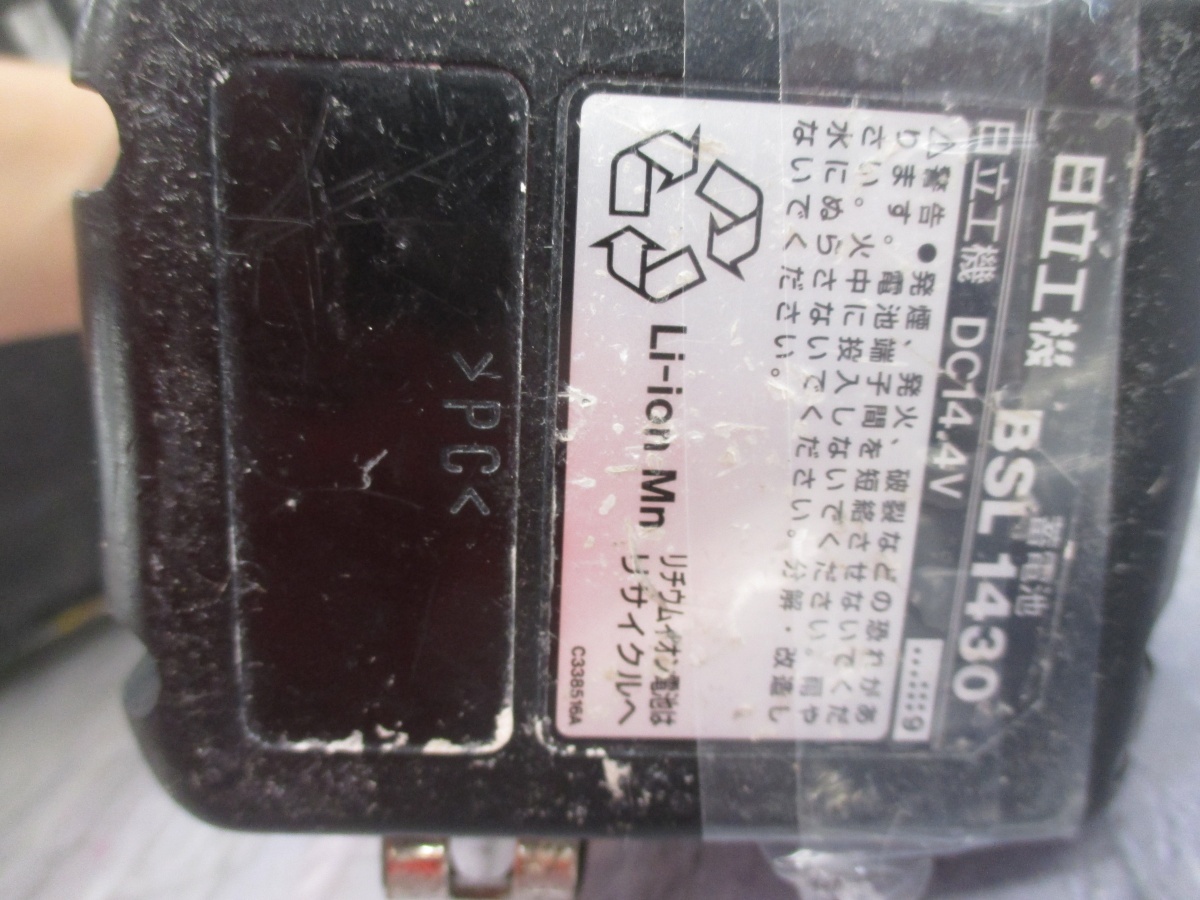 日立工機
蓄電池
BSL 1430
日立工機 DC14.4V
⚠警告●発煙、発火、破裂などの恐れがあ
ります。電池端子間を短絡させないでくだ
さい。火中に投入しないでください。雨や
水にぬらさないでください。分解・改造し
ないでください。
リチウムイオン電池は
Li-ion Mn リサイクルへ
C338516A
>PC<